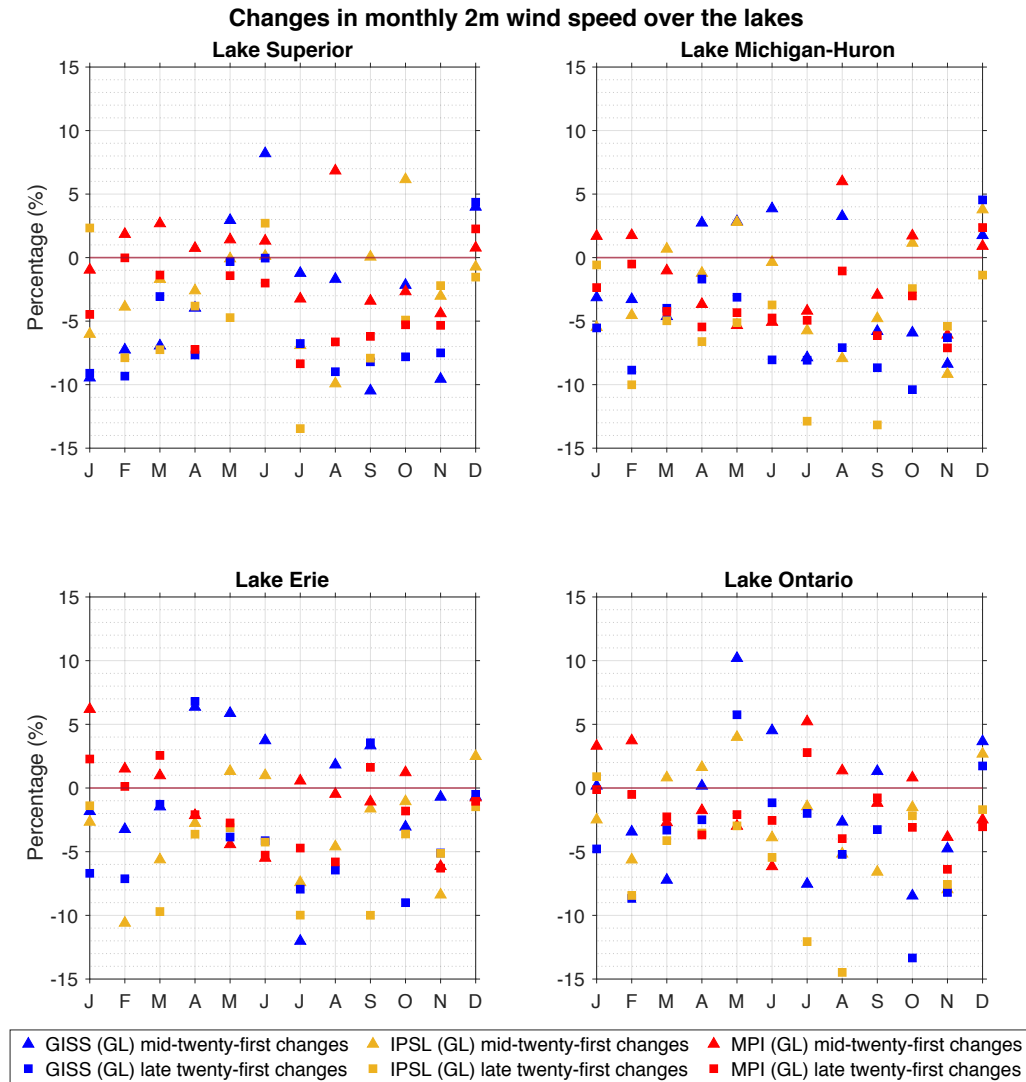 Changes in monthly 2m wind speed over the lakes
Lake Superior
Percentage (%)
15
10
5
0
-5
-10
-15
J F M A M J J A S O N D
Lake Michigan-Huron
15
10
5
0
-5
-10
-15
J F M A M J J A S O N D
Lake Erie
Percentage (%)
15
10
5
0
-5
-10
-15
J F M A M J J A S O N D
Lake Ontario
15
10
5
0
-5
-10
-15
J F M A M J J A S O N D
GISS (GL) mid-twenty-first changes IPSL (GL) mid-twenty-first changes MPI (GL) mid-twenty-first changes
GISS (GL) late twenty-first changes IPSL (GL) late twenty-first changes MPI (GL) late twenty-first changes